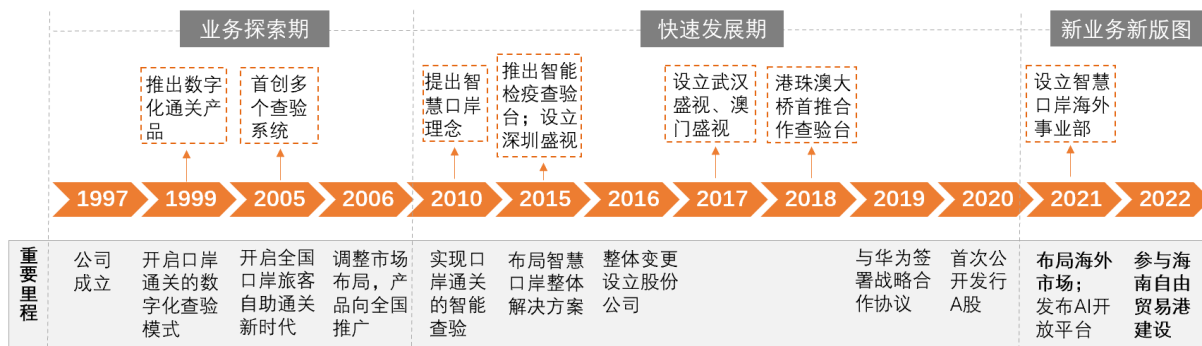 业务探索期
快速发展期
新业务新版图
推出数字
化通关产
品
首创多
个查验
系统
提出智
慧口岸
理念
推出智能
检疫查验
台；设立
深圳盛视
设立武汉
盛视、澳
门盛视
港珠澳大
桥首推合
作查验台
设立智慧
口岸海外
事业部
1997
1999
2005
2006
2010
2015
2016
2017
2018
2019
2020
2021
2022
重
要
里
程
公司
成立
开启口岸
通关的数
字化查验
模式
开启全国
口岸旅客
自助通关
新时代
调整市场
布局，产
品向全国
推广
实现口
岸通关
的智能
查验
布局智慧
口岸整体
解决方案
整体变更
设立股份
公司
与华为签
署战略合
作协议
首次公
开发行
A股
布局海外
市场；
发布AI开
放平台
参与海
南自由
贸易港
建设